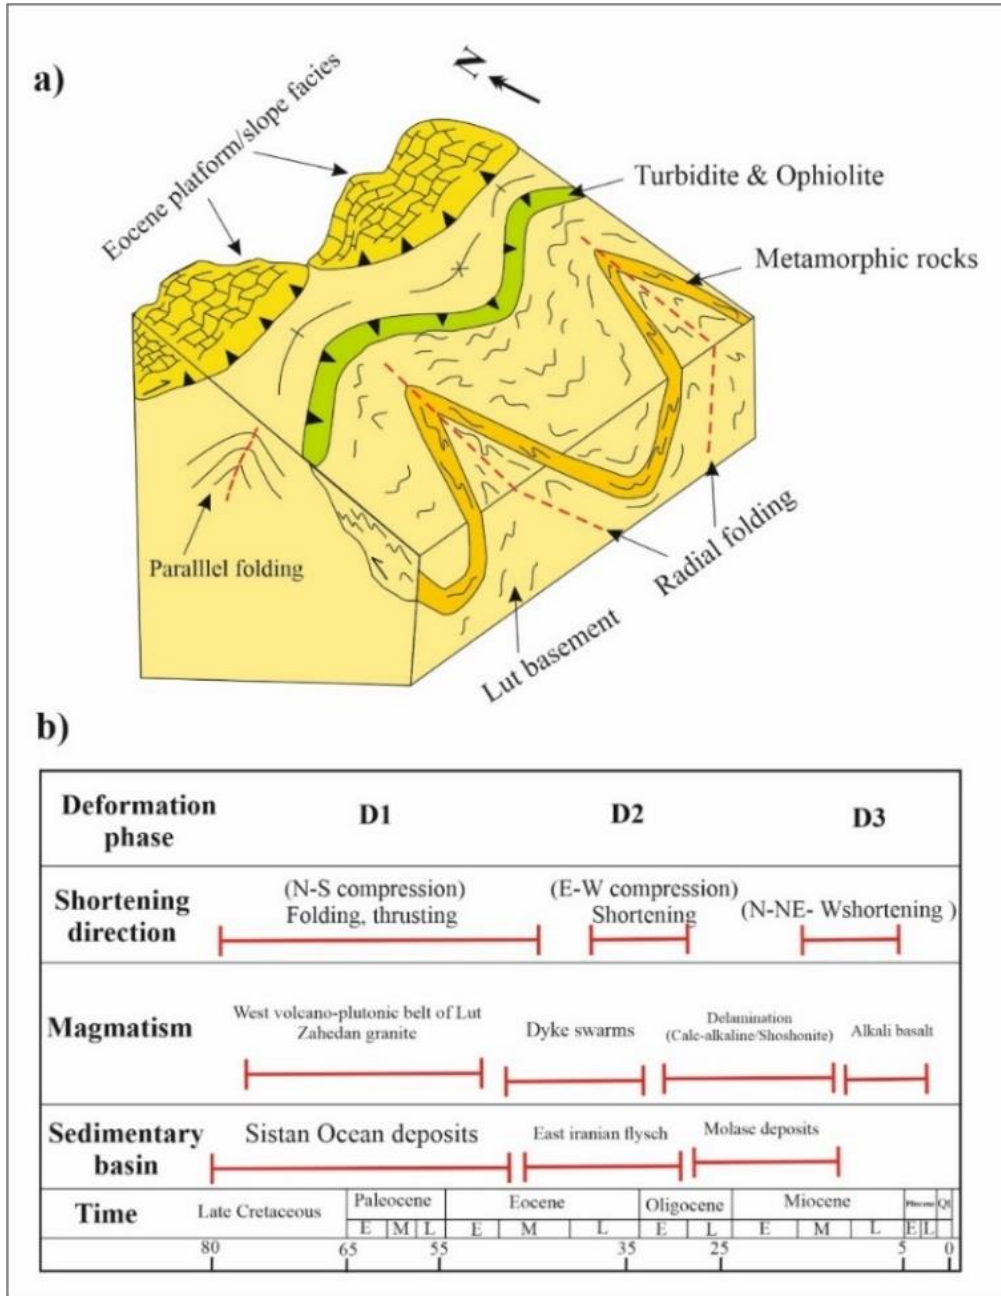 a)
N
Eocene platform/slope facies
Turbidite & Ophiolite
Metamorphic rocks
Paralllel folding
Radial folding
Lut basement
b)
Deformation
phase
D1
D2
D3
Shortening
direction
(N-S compression)
Folding, thrusting
(E-W compression)
Shortening
(N-NE- Wshortening )
Magmatism
West volcano-plutonic belt of Lut
Zahedan granite
Dyke swarms
Delamination
(Calc-alkaline/Shoshonite)
Alkali basalt
Sedimentary
basin
Sistan Ocean deposits
East iranian flysch
Molase deposits
Time
Late Cretaceous
Paleocene
Eocene
Oligocene
Miocene
Pliocene
Qt
E M L E M L E L E M L E L
80 65 55 35 25 5 0